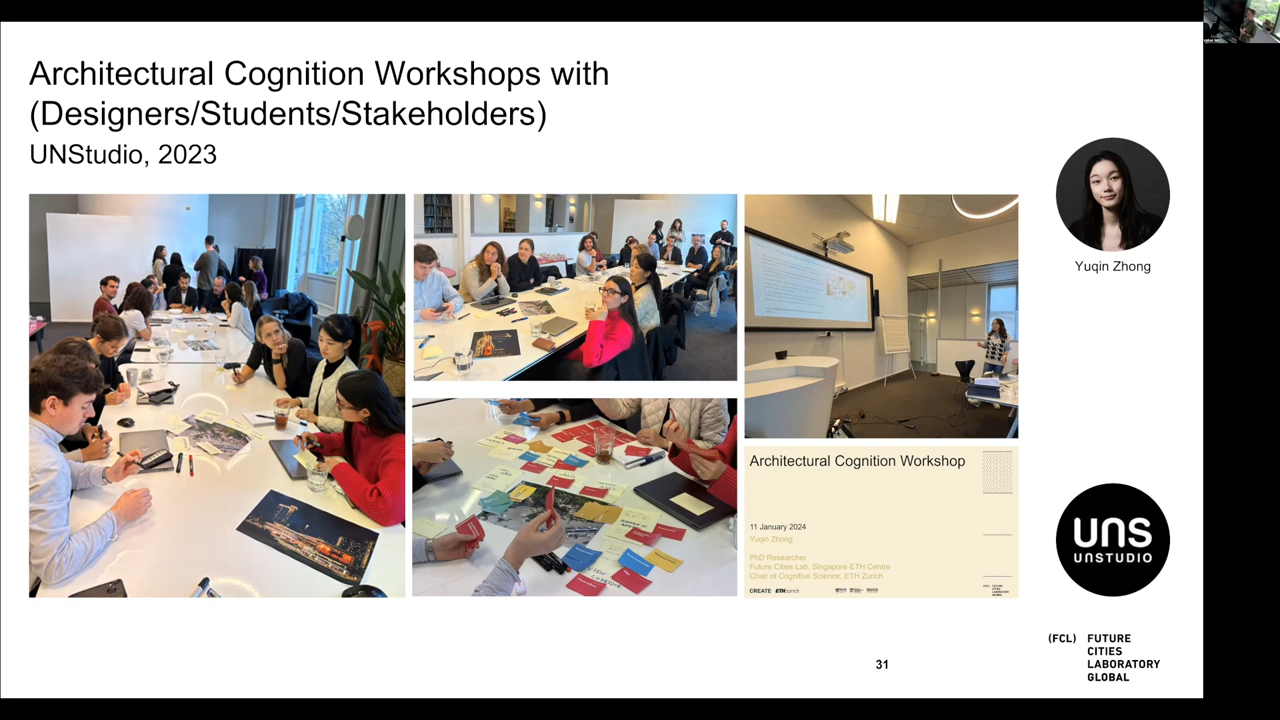 Architectural Cognition Workshops with
(Designers/Students/Stakeholders)
UNStudio, 2023
Yuqin Zhong
Architectural Cognition Workshop
11 January 2024
Yuqin Zhong
PhD Researcher
Future Cities Lab, Singapore-ETH Centre
Chair of Cognitive Science, ETH Zurich
CREATE ETH zürich
UNS
UNSTUDIO
(FCL) FUTURE
CITIES
LABORATORY
GLOBAL
31